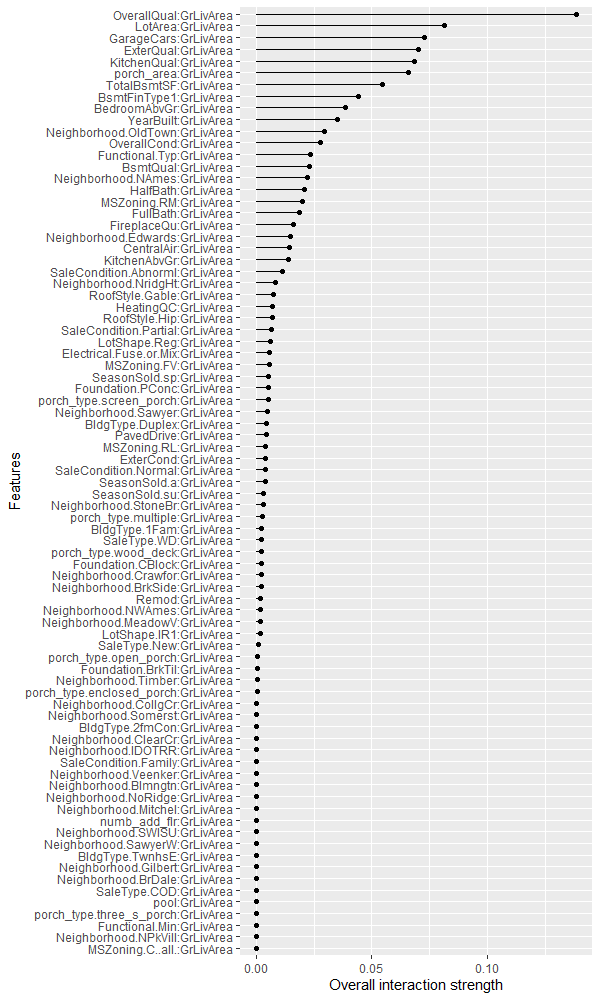 OverallQual:GrLivArea
LotArea:GrLivArea
GarageCars:GrLivArea
ExterQual:GrLivArea
KitchenQual:GrLivArea
porch_area:GrLivArea
TotalBsmtSF:GrLivArea
BsmtFinType1:GrLivArea
BedroomAbvGr:GrLivArea
YearBuilt:GrLivArea
Neighborhood.OldTown:GrLivArea
OverallCond:GrLivArea
Functional.Typ:GrLivArea
BsmtQual:GrLivArea
Neighborhood.NAmes:GrLivArea
HalfBath:GrLivArea
MSZoning.RM:GrLivArea
FullBath:GrLivArea
FireplaceQu:GrLivArea
Neighborhood.Edwards:GrLivArea
CentralAir:GrLivArea
KitchenAbvGr:GrLivArea
SaleCondition.Abnorml:GrLivArea
Neighborhood.NridgHt:GrLivArea
RoofStyle.Gable:GrLivArea
HeatingQC:GrLivArea
RoofStyle.Hip:GrLivArea
SaleCondition.Partial:GrLivArea
LotShape.Reg:GrLivArea
Electrical.Fuse.or.Mix:GrLivArea
MSZoning.FV:GrLivArea
SeasonSold.sp:GrLivArea
Foundation.PConc:GrLivArea
porch_type.screen_porch:GrLivArea
Neighborhood.Sawyer:GrLivArea
BldgType.Duplex:GrLivArea
PavedDrive:GrLivArea
MSZoning.RL:GrLivArea
ExterCond:GrLivArea
SaleCondition.Normal:GrLivArea
SeasonSold.a:GrLivArea
SeasonSold.su:GrLivArea
Neighborhood.StoneBr:GrLivArea
porch_type.multiple:GrLivArea
BldgType.1Fam:GrLivArea
SaleType.WD:GrLivArea
porch_type.wood_deck:GrLivArea
Foundation.CBlock:GrLivArea
Neighborhood.Crawfor:GrLivArea
Neighborhood.BrkSide:GrLivArea
Remod:GrLivArea
Neighborhood.NWAmes:GrLivArea
Neighborhood.MeadowV:GrLivArea
LotShape.IR1:GrLivArea
SaleType.New:GrLivArea
porch_type.open_porch:GrLivArea
Foundation.BrkTil:GrLivArea
Neighborhood.Timber:GrLivArea
porch_type.enclosed_porch:GrLivArea
Neighborhood.CollgCr:GrLivArea
Neighborhood.Somerst:GrLivArea
BldgType.2fmCon:GrLivArea
Neighborhood.ClearCr:GrLivArea
Neighborhood.IDOTRR:GrLivArea
SaleCondition.Family:GrLivArea
Neighborhood.Veenker:GrLivArea
Neighborhood.Blmngtn:GrLivArea
Neighborhood.NoRidge:GrLivArea
Neighborhood.Mitchel:GrLivArea
numb_add_flr:GrLivArea
Neighborhood.SWISU:GrLivArea
Neighborhood.SawyerW:GrLivArea
BldgType.TwnhsE:GrLivArea
Neighborhood.Gilbert:GrLivArea
Neighborhood.BrDale:GrLivArea
SaleType.COD:GrLivArea
pool:GrLivArea
porch_type.three_s_porch:GrLivArea
Functional.Min:GrLivArea
Neighborhood.NPkVill:GrLivArea
MSZoning.C..all.:GrLivArea
Features
0.00 0.05 0.10
Overall interaction strength